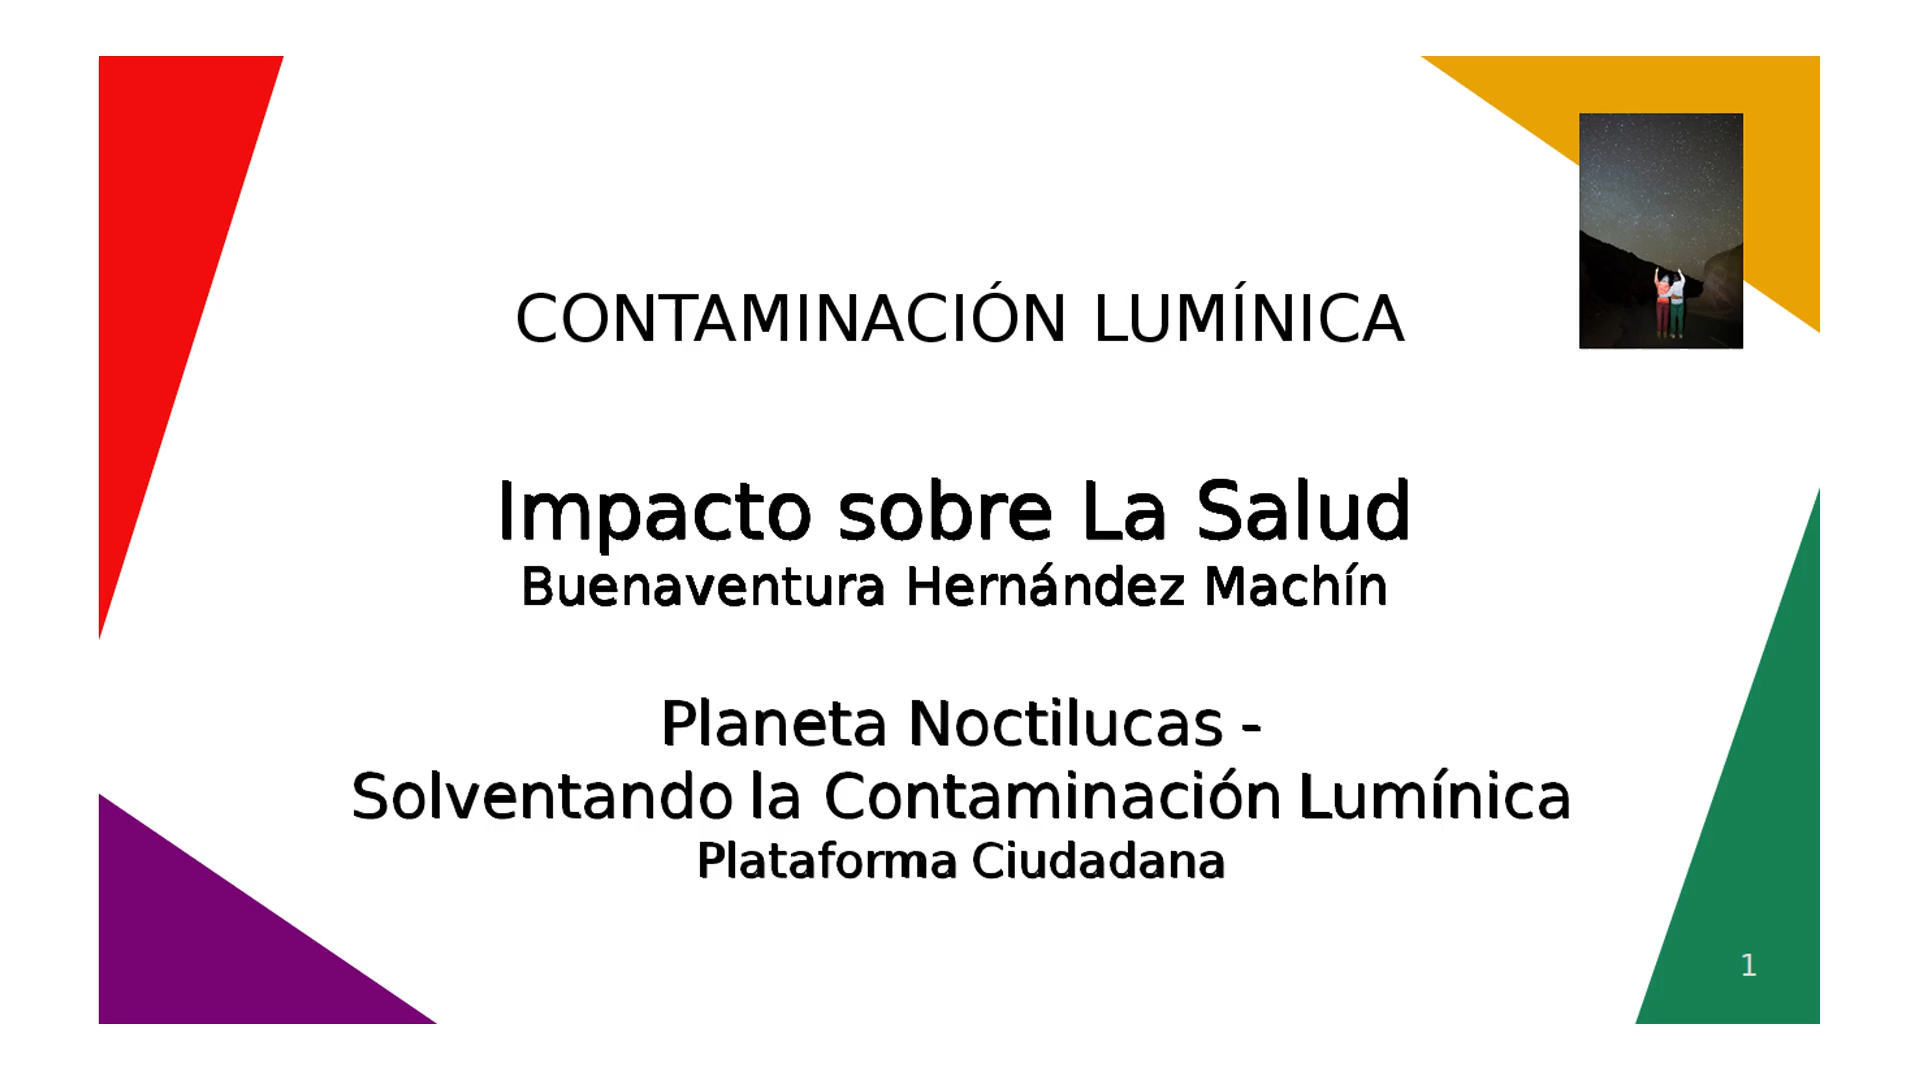 CONTAMINACIÓN LUMÍNICA
Impacto sobre La Salud
Buenaventura Hernández Machín
Planeta Noctilucas -
Solventando la Contaminación Lumínica
Plataforma Ciudadana
1